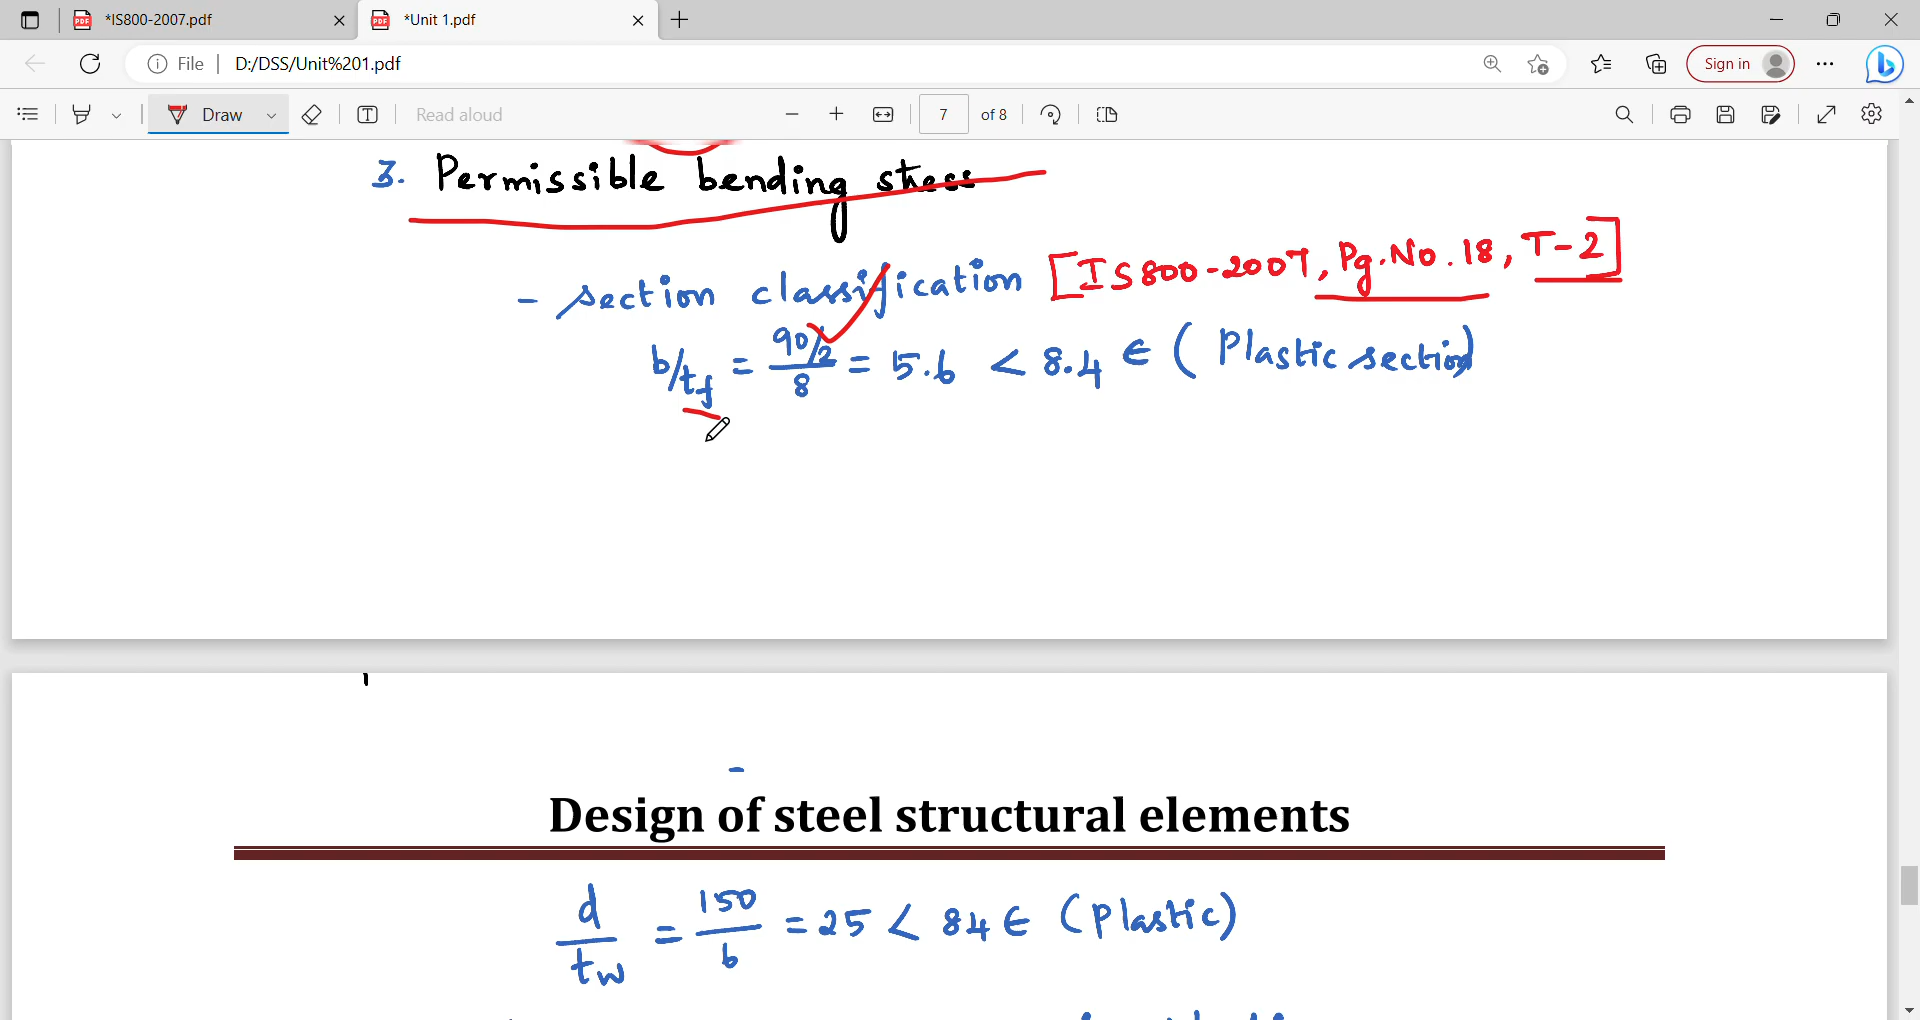 *IS800-2007.pdf
*Unit 1.pdf
File | D:/DSS/Unit%201.pdf
Sign in
Draw
Read aloud
7 of 8
3. Permissible bending stress
- section classification [IS800-2007, Pg.No.18, T-2]
b/tf = 90/2 / 8 = 5.6 < 8.4 ϵ (Plastic section)
Design of steel structural elements
d/tw = 150/6 = 25 < 84 ϵ (Plastic)